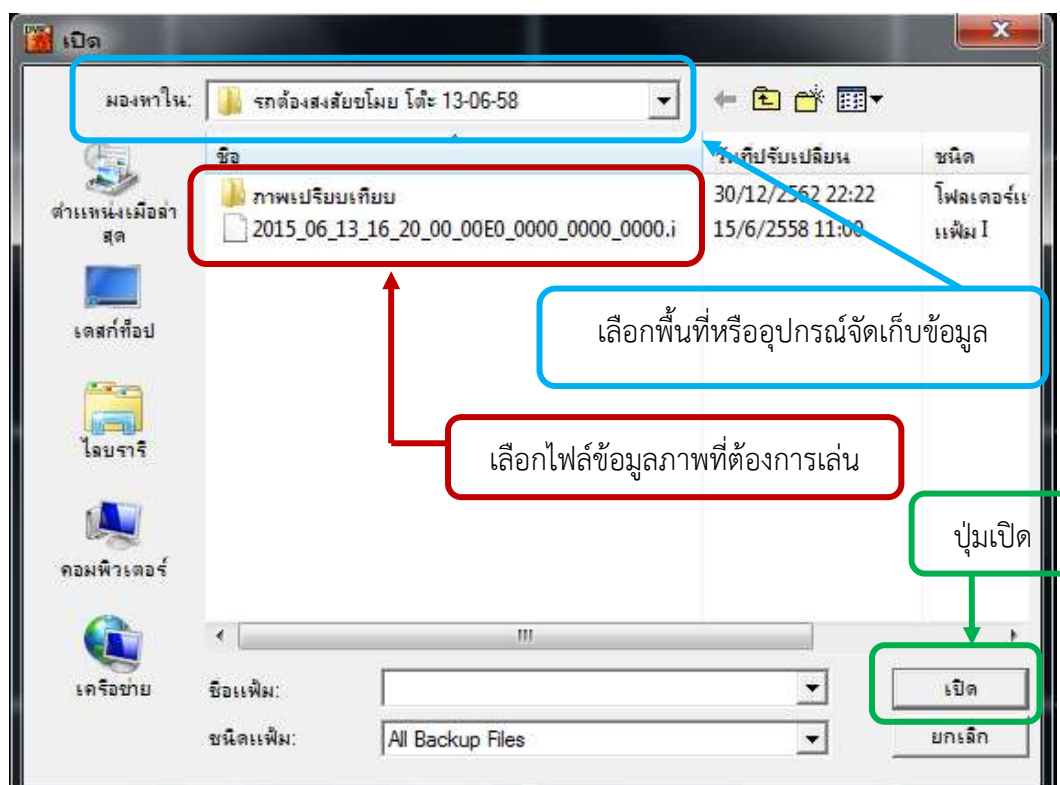 เปิด
มองหาใน: รถต้องสงสัยขโมย โต๊ะ 13-06-58
ชื่อ วันที่ปรับเปลี่ยน ชนิด
ภาพเปรียบเทียบ 30/12/2562 22:22 โฟลเดอร์แ
2015_06_13_16_20_00_00E0_0000_0000_0000.i 15/6/2558 11:00 แฟ้ม I
ตำแหน่งเมื่อล่า
สุด
เดสก์ท็อป
เลือกพื้นที่หรืออุปกรณ์จัดเก็บข้อมูล
ไลบรารี
เลือกไฟล์ข้อมูลภาพที่ต้องการเล่น
ปุ่มเปิด
คอมพิวเตอร์
เครือข่าย
ชื่อแฟ้ม: เปิด
ชนิดแฟ้ม: All Backup Files ยกเลิก